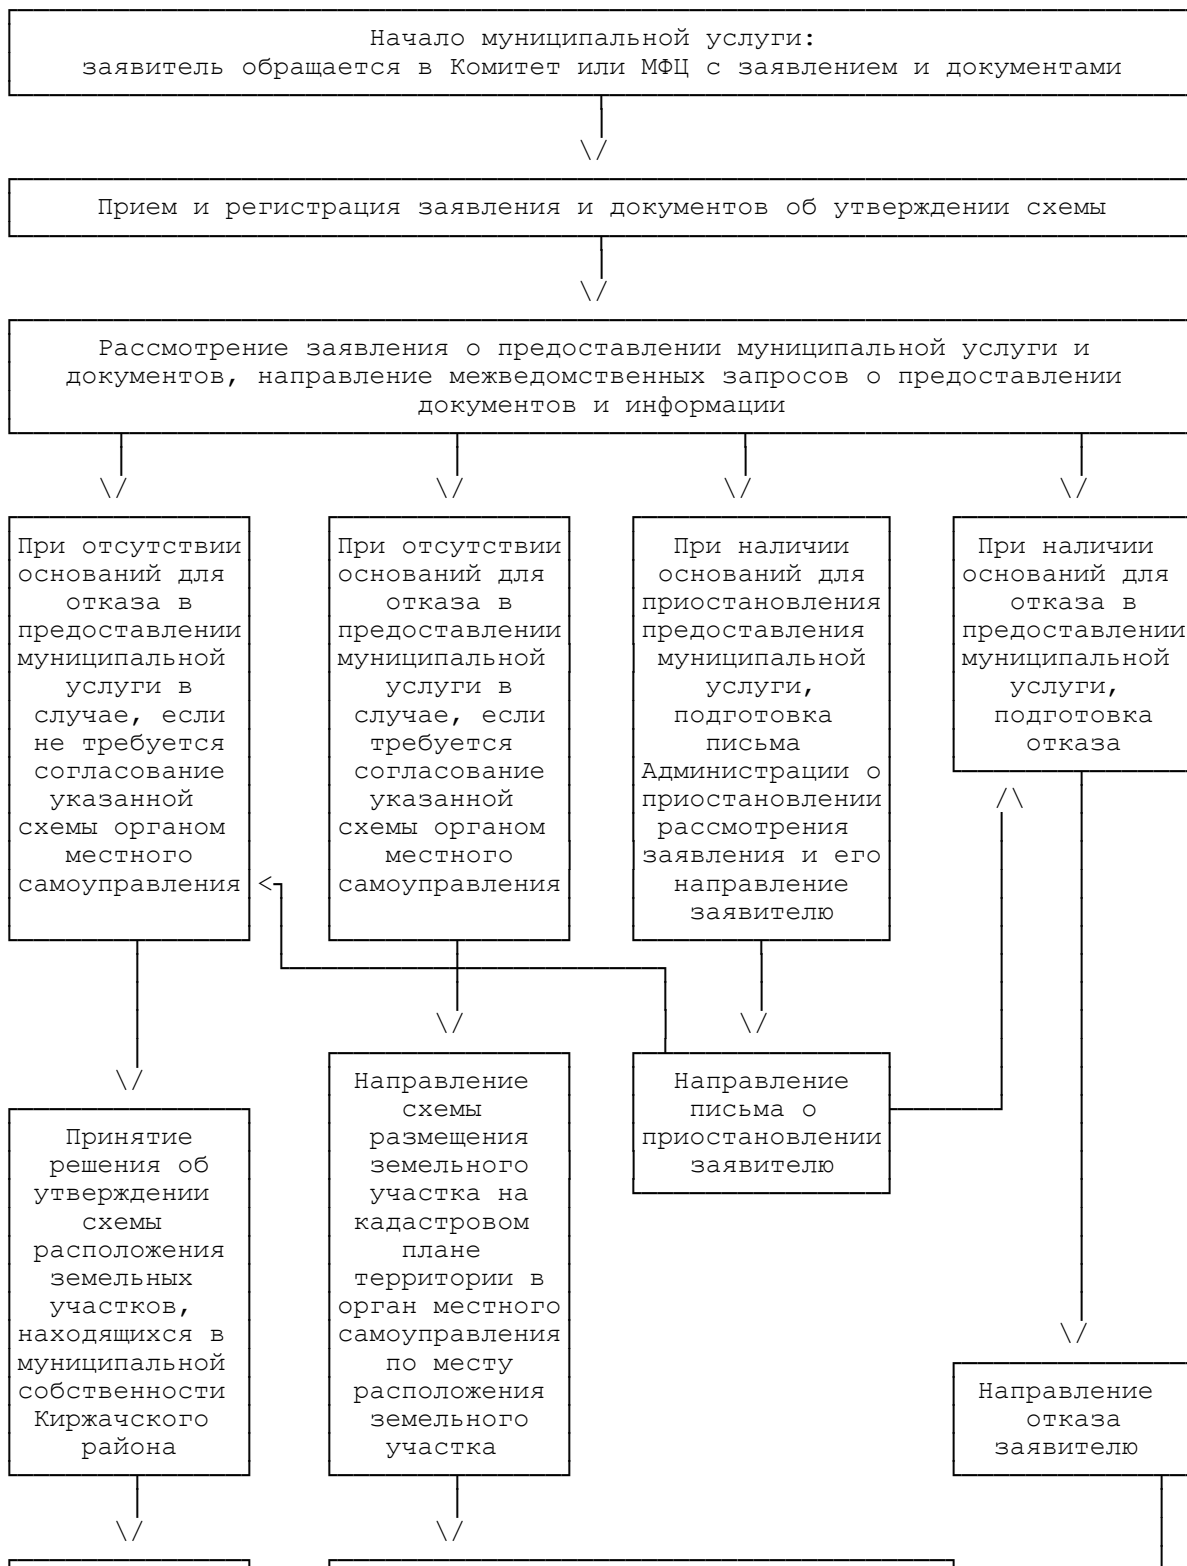 Начало муниципальной услуги:
заявитель обращается в Комитет или МФЦ с заявлением и документами
Прием и регистрация заявления и документов об утверждении схемы
Рассмотрение заявления о предоставлении муниципальной услуги и
документов, направление межведомственных запросов о предоставлении
документов и информации
При отсутствии
оснований для
отказа в
предоставлении
муниципальной
услуги в
случае, если
не требуется
согласование
указанной
схемы органом
местного
самоуправления
При отсутствии
оснований для
отказа в
предоставлении
муниципальной
услуги в
случае, если
требуется
согласование
указанной
схемы органом
местного
самоуправления
При наличии
оснований для
приостановления
предоставления
муниципальной
услуги,
подготовка
письма
Администрации о
приостановлении
рассмотрения
заявления и его
направление
заявителю
При наличии
оснований для
отказа в
предоставлении
муниципальной
услуги,
подготовка
отказа
Принятие
решения об
утверждении
схемы
расположения
земельных
участков,
находящихся в
муниципальной
собственности
Киржачского
района
Направление
схемы
размещения
земельного
участка на
кадастровом
плане
территории в
орган местного
самоуправления
по месту
расположения
земельного
участка
Направление
письма о
приостановлении
заявителю
Направление
отказа
заявителю